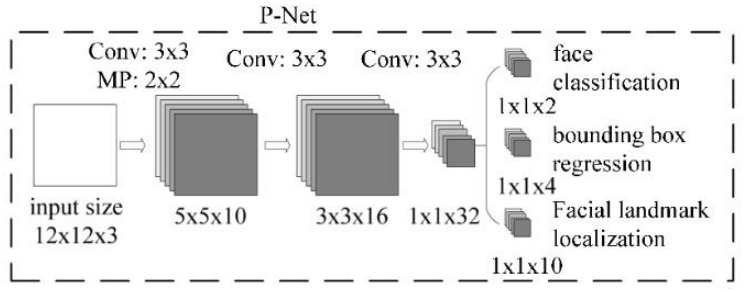 P-Net
Conv: 3x3
MP: 2x2
Conv: 3x3
Conv: 3x3
input size
12x12x3
5x5x10
3x3x16
1x1x32
face
classification
1x1x2
bounding box
regression
1x1x4
Facial landmark
localization
1x1x10